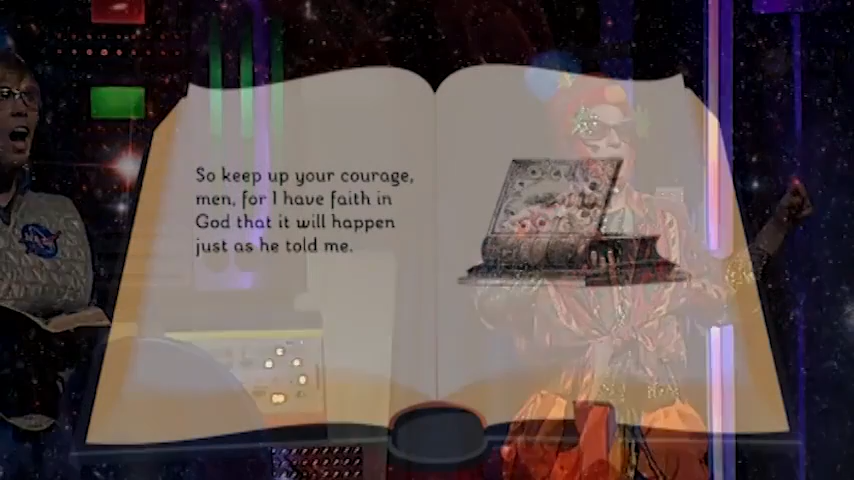 So keep up your courage,
men, for I have faith in
God that it will happen
just as he told me.